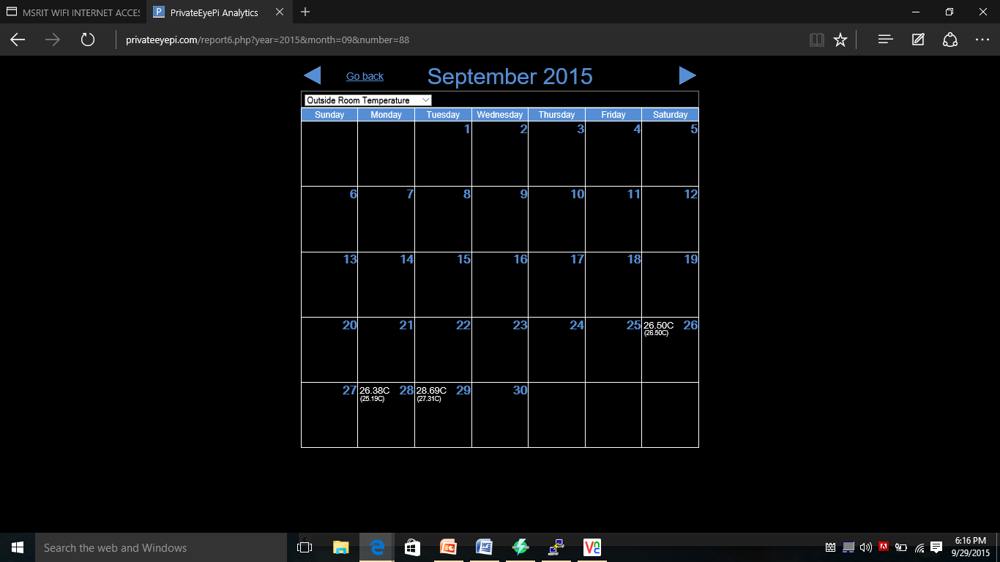 MSRIT WIFI INTERNET ACCES
PrivateEyePi Analytics
privateeyepi.com/report6.php?year=2015&month=09&number=88
Go back
September 2015
Outside Room Temperature
Sunday Monday Tuesday Wednesday Thursday Friday Saturday
1 2 3 4 5
6 7 8 9 10 11 12
13 14 15 16 17 18 19
20 21 22 23 24 25 26.50C 26
(26.50C)
27 26.38C 28 28.69C 29 30
(25.19C) (27.31C)
Search the web and Windows
6:16 PM
9/29/2015